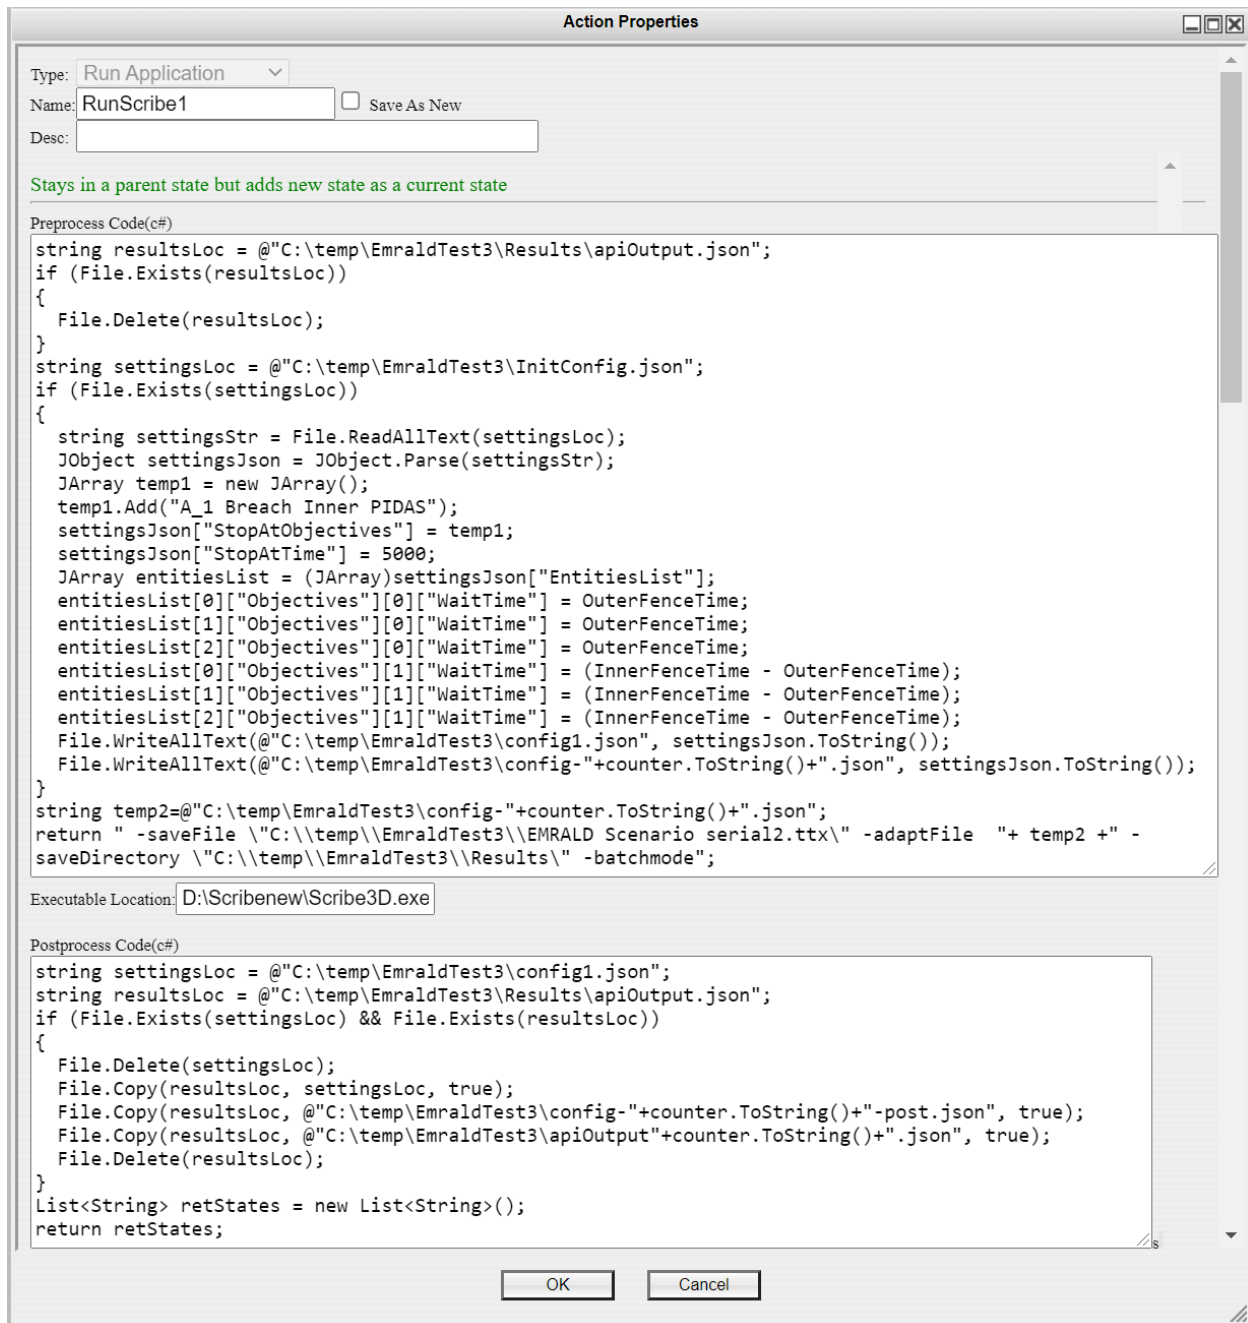 Action Properties
Type: Run Application
Name: RunScribe1 Save As New
Desc:
Stays in a parent state but adds new state as a current state
Preprocess Code(c#)
string resultsLoc = @"C:\temp\EmraldTest3\Results\apiOutput.json";
if (File.Exists(resultsLoc))
{
  File.Delete(resultsLoc);
}
string settingsLoc = @"C:\temp\EmraldTest3\InitConfig.json";
if (File.Exists(settingsLoc))
{
  string settingsStr = File.ReadAllText(settingsLoc);
  JObject settingsJson = JObject.Parse(settingsStr);
  JArray temp1 = new JArray();
  temp1.Add("A_1 Breach Inner PIDAS");
  settingsJson["StopAtObjectives"] = temp1;
  settingsJson["StopAtTime"] = 5000;
  JArray entitiesList = (JArray)settingsJson["EntitiesList"];
  entitiesList[0]["Objectives"][0]["WaitTime"] = OuterFenceTime;
  entitiesList[1]["Objectives"][0]["WaitTime"] = OuterFenceTime;
  entitiesList[2]["Objectives"][0]["WaitTime"] = OuterFenceTime;
  entitiesList[0]["Objectives"][1]["WaitTime"] = (InnerFenceTime - OuterFenceTime);
  entitiesList[1]["Objectives"][1]["WaitTime"] = (InnerFenceTime - OuterFenceTime);
  entitiesList[2]["Objectives"][1]["WaitTime"] = (InnerFenceTime - OuterFenceTime);
  File.WriteAllText(@"C:\temp\EmraldTest3\config1.json", settingsJson.ToString());
  File.WriteAllText(@"C:\temp\EmraldTest3\config-"+counter.ToString()+".json", settingsJson.ToString());
}
string temp2=@"C:\temp\EmraldTest3\config-"+counter.ToString()+".json";
return " -saveFile \"C:\\temp\\EmraldTest3\\EMRALD Scenario serial2.ttx\" -adaptFile  "+ temp2 +" -
saveDirectory \"C:\\temp\\EmraldTest3\\Results\" -batchmode";
Executable Location: D:\Scribenew\Scribe3D.exe
Postprocess Code(c#)
string settingsLoc = @"C:\temp\EmraldTest3\config1.json";
string resultsLoc = @"C:\temp\EmraldTest3\Results\apiOutput.json";
if (File.Exists(settingsLoc) && File.Exists(resultsLoc))
{
  File.Delete(settingsLoc);
  File.Copy(resultsLoc, settingsLoc, true);
  File.Copy(resultsLoc, @"C:\temp\EmraldTest3\config-"+counter.ToString()+"-post.json", true);
  File.Copy(resultsLoc, @"C:\temp\EmraldTest3\apiOutput"+counter.ToString()+".json", true);
  File.Delete(resultsLoc);
}
List<String> retStates = new List<String>();
return retStates;
s
OK Cancel